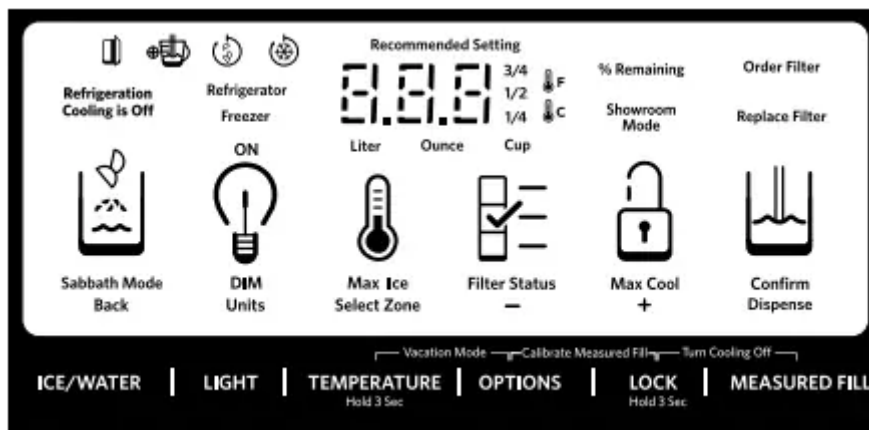 Recommended Setting
Refrigeration
Cooling is Off
Refrigerator
Freezer
8.8.8
3/4
1/2
1/4
F
C
Liter Ounce Cup
% Remaining
Showroom
Mode
Order Filter
Replace Filter
ON
Sabbath Mode
Back
DIM
Units
Max Ice
Select Zone
Filter Status
–
Max Cool
+
Confirm
Dispense
Vacation Mode Calibrate Measured Fill Turn Cooling Off
ICE/WATER | LIGHT | TEMPERATURE | OPTIONS | LOCK | MEASURED FILL
Hold 3 Sec Hold 3 Sec